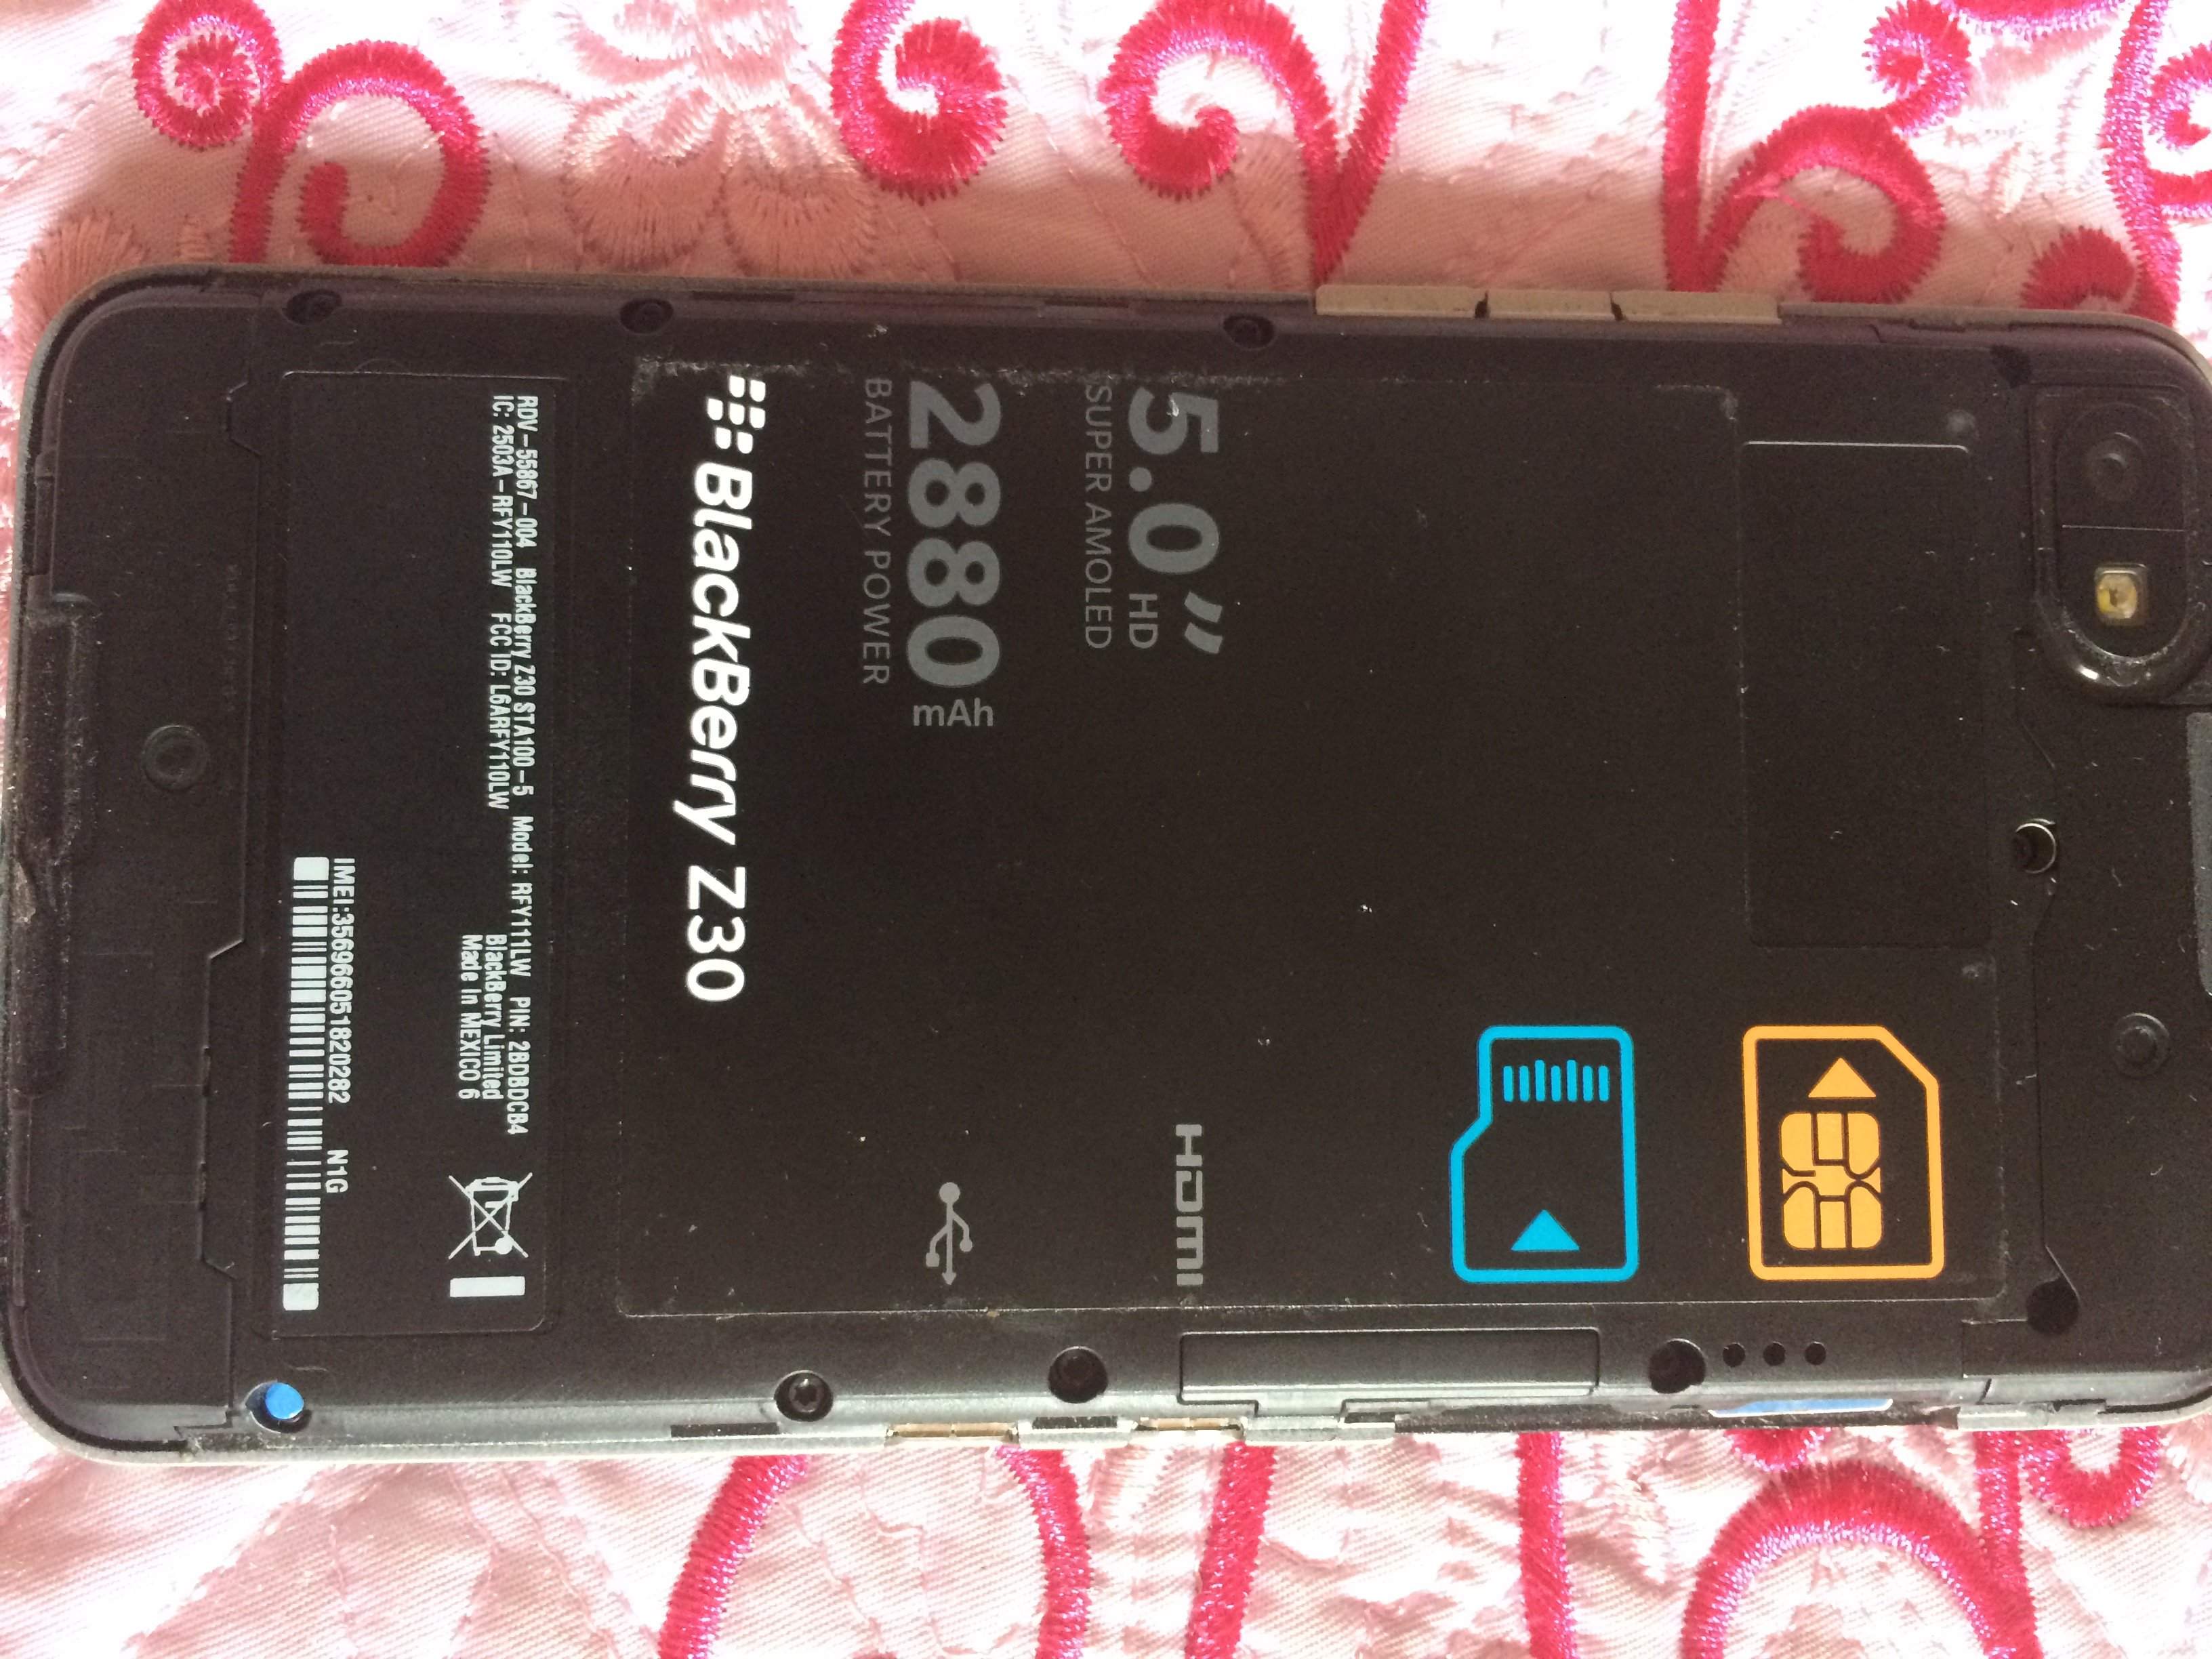 5.0" HD
SUPER AMOLED
2880 mAh
BATTERY POWER
HDMI
BlackBerry Z30
RDV-55867-004 BlackBerry Z30 STA100-5 Model: RFY111LW PIN: 2BDBDCB4
IC: 2503A-RFY110LW FCC ID: L6ARFY110LW BlackBerry Limited
Made in MEXICO 6
IMEI:356966051820282 N1G